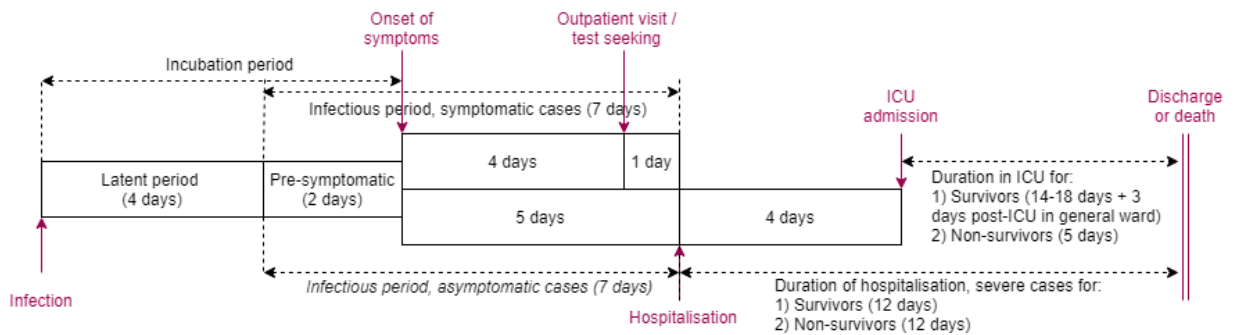 Onset of
symptoms
Outpatient visit /
test seeking
Incubation period
Infectious period, symptomatic cases (7 days)
ICU
admission
Discharge
or death
Latent period
(4 days)
Pre-symptomatic
(2 days)
4 days
1 day
5 days
4 days
Duration in ICU for:
1) Survivors (14-18 days + 3
days post-ICU in general ward)
2) Non-survivors (5 days)
Infection
Infectious period, asymptomatic cases (7 days)
Hospitalisation
Duration of hospitalisation, severe cases for:
1) Survivors (12 days)
2) Non-survivors (12 days)